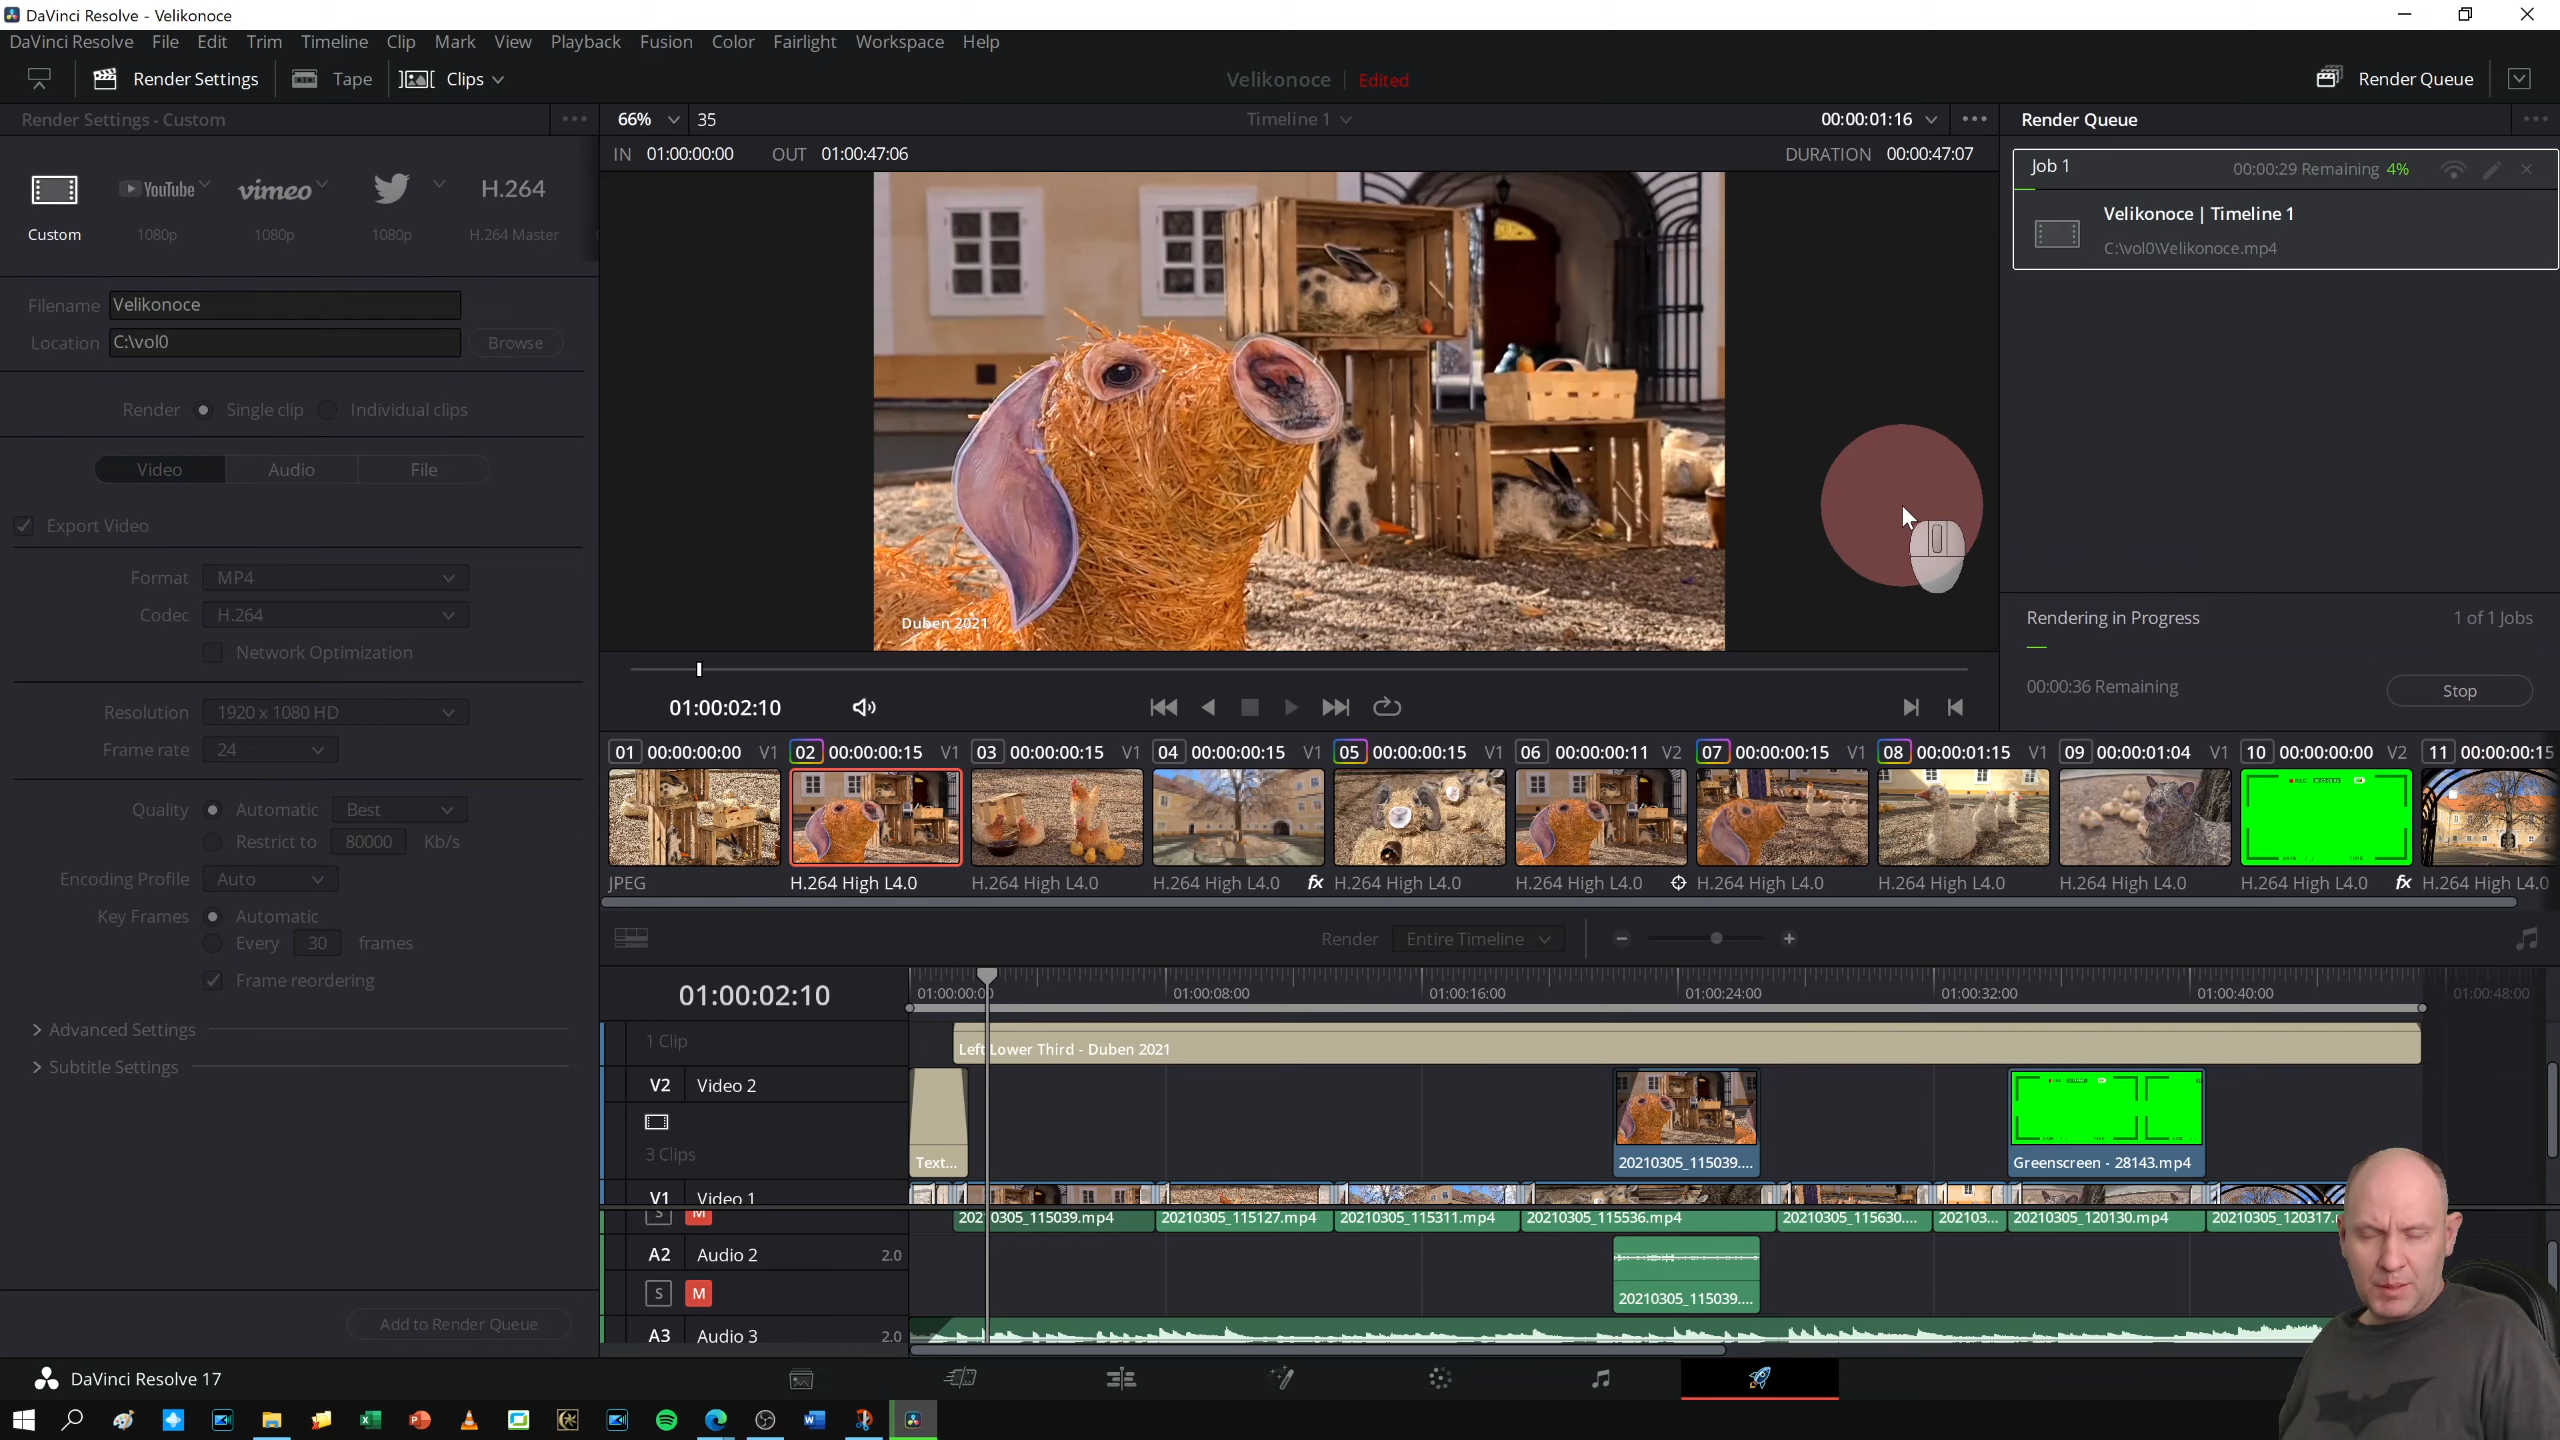 DaVinci Resolve - Velikonoce
DaVinci Resolve File Edit Trim Timeline Clip Mark View Playback Fusion Color Fairlight Workspace Help
Render Settings Tape Clips Velikonoce Edited Render Queue
Render Settings - Custom 66% 35 Timeline 1 00:00:01:16 Render Queue
IN 01:00:00:00 OUT 01:00:47:06 DURATION 00:00:47:07
Job 1 00:00:29 Remaining 4%
Velikonoce | Timeline 1
C:\vol0\Velikonoce.mp4
YouTube vimeo H.264
Custom 1080p 1080p 1080p H.264 Master
Filename Velikonoce
Location C:\vol0 Browse
Render Single clip Individual clips
Video Audio File
Export Video
Format MP4
Codec H.264
Network Optimization
Resolution 1920 x 1080 HD
Frame rate 24
Quality Automatic Best
Restrict to 80000 Kb/s
Encoding Profile Auto
Key Frames Automatic
Every 30 frames
Frame reordering
Advanced Settings
Subtitle Settings
Add to Render Queue
Duben 2021
Rendering in Progress 1 of 1 Jobs
00:00:36 Remaining Stop
01:00:02:10
01 00:00:00:00 V1 02 00:00:00:15 V1 03 00:00:00:15 V1 04 00:00:00:15 V1 05 00:00:00:15 V1 06 00:00:00:11 V2 07 00:00:00:15 V1 08 00:00:01:15 V1 09 00:00:01:04 V1 10 00:00:00:00 V2 11 00:00:00:15
JPEG H.264 High L4.0 H.264 High L4.0 H.264 High L4.0 fx H.264 High L4.0 H.264 High L4.0 H.264 High L4.0 H.264 High L4.0 H.264 High L4.0 H.264 High L4.0 fx H.264 High L4.0
Render Entire Timeline
01:00:02:10 01:00:00:00 01:00:08:00 01:00:16:00 01:00:24:00 01:00:32:00 01:00:40:00 01:00:48:00
1 Clip
Left Lower Third - Duben 2021
V2 Video 2
3 Clips
Text... 20210305_115039.... Greenscreen - 28143.mp4
V1 Video 1
S M 20210305_115039.mp4 20210305_115127.mp4 20210305_115311.mp4 20210305_115536.mp4 20210305_115630.... 202103... 20210305_120130.mp4 20210305_120317.
A2 Audio 2 2.0
S M
20210305_115039....
A3 Audio 3 2.0
DaVinci Resolve 17